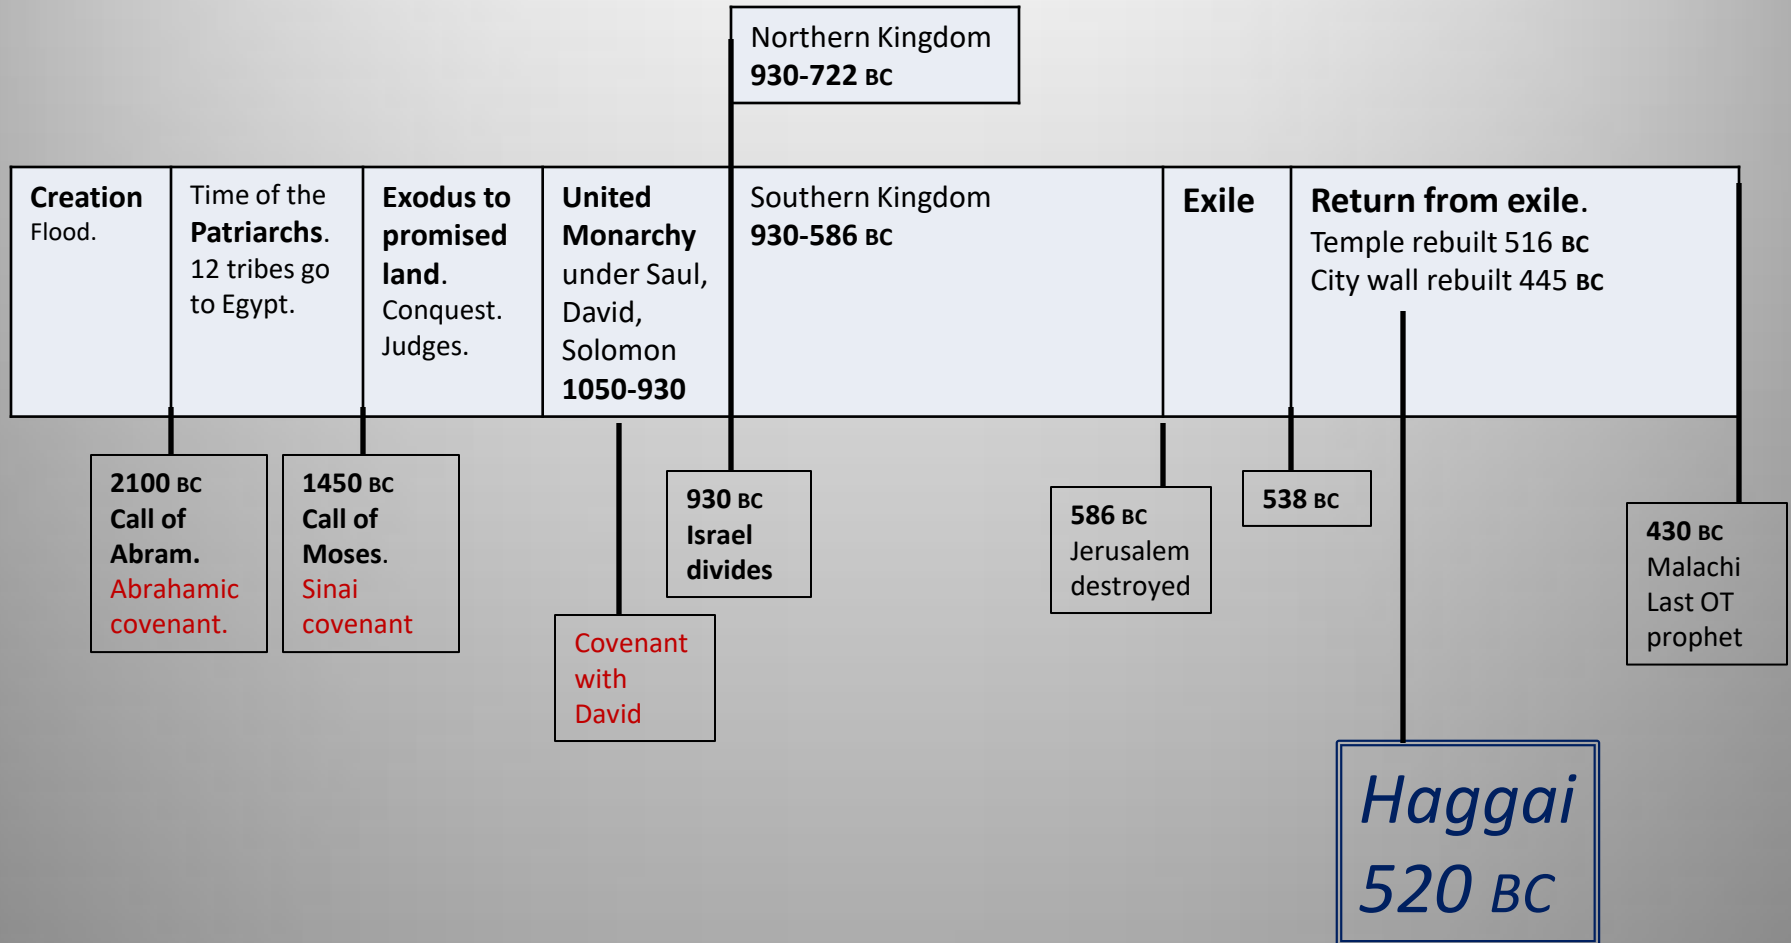 Northern Kingdom
930-722 BC
Creation
Flood.
Time of the
Patriarchs.
12 tribes go
to Egypt.
Exodus to
promised
land.
Conquest.
Judges.
United
Monarchy
under Saul,
David,
Solomon
1050-930
Southern Kingdom
930-586 BC
Exile
Return from exile.
Temple rebuilt 516 BC
City wall rebuilt 445 BC
2100 BC
Call of
Abram.
Abrahamic
covenant.
1450 BC
Call of
Moses.
Sinai
covenant
Covenant
with
David
930 BC
Israel
divides
586 BC
Jerusalem
destroyed
538 BC
430 BC
Malachi
Last OT
prophet
Haggai
520 BC